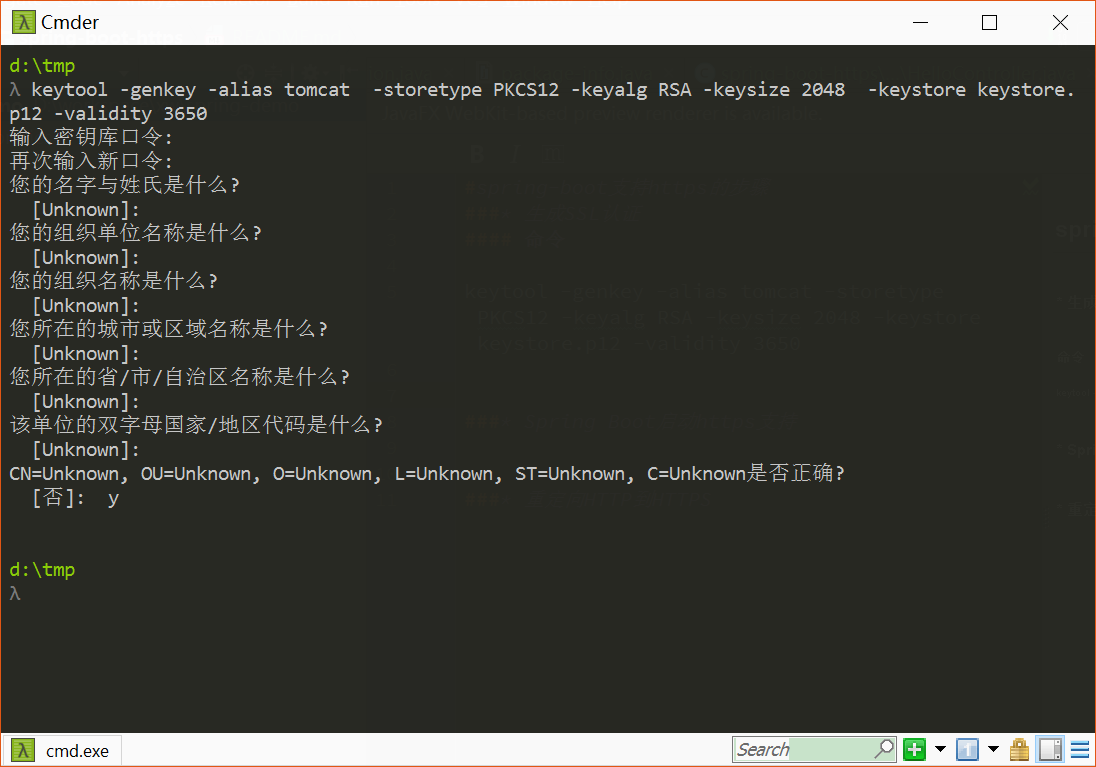 Cmder
d:\tmp
λ keytool -genkey -alias tomcat  -storetype PKCS12 -keyalg RSA -keysize 2048  -keystore keystore.
p12 -validity 3650
输入密钥库口令:
再次输入新口令:
您的名字与姓氏是什么?
  [Unknown]:
您的组织单位名称是什么?
  [Unknown]:
您的组织名称是什么?
  [Unknown]:
您所在的城市或区域名称是什么?
  [Unknown]:
您所在的省/市/自治区名称是什么?
  [Unknown]:
该单位的双字母国家/地区代码是什么?
  [Unknown]:
CN=Unknown, OU=Unknown, O=Unknown, L=Unknown, ST=Unknown, C=Unknown是否正确?
  [否]:  y
d:\tmp
λ
cmd.exe
Search
1